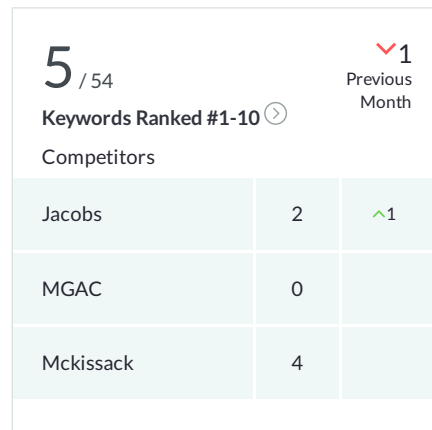 5 / 54
1
Previous
Month
Keywords Ranked #1-10
Competitors
Jacobs 2 1
MGAC 0
Mckissack 4